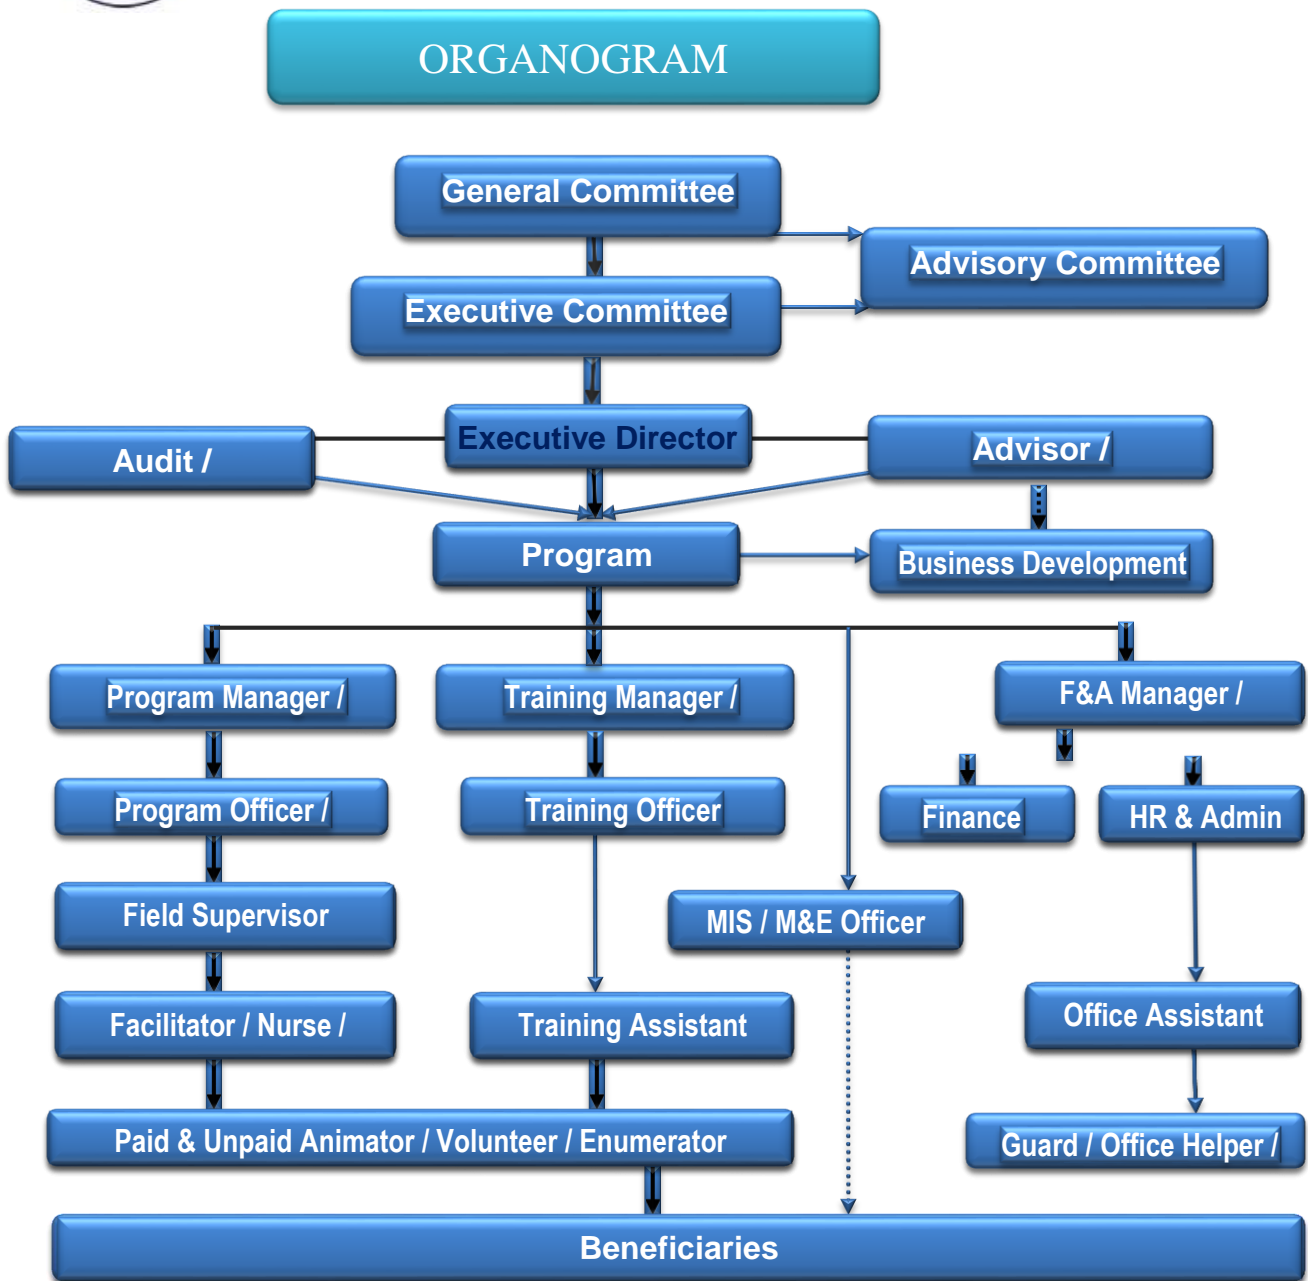 ORGANOGRAM
General Committee
Advisory Committee
Executive Committee
Executive Director
Audit /
Advisor /
Program
Business Development
Program Manager /
Training Manager /
F&A Manager /
Program Officer /
Training Officer
Finance
HR & Admin
Field Supervisor
MIS / M&E Officer
Facilitator / Nurse /
Training Assistant
Office Assistant
Paid & Unpaid Animator / Volunteer / Enumerator
Guard / Office Helper /
Beneficiaries